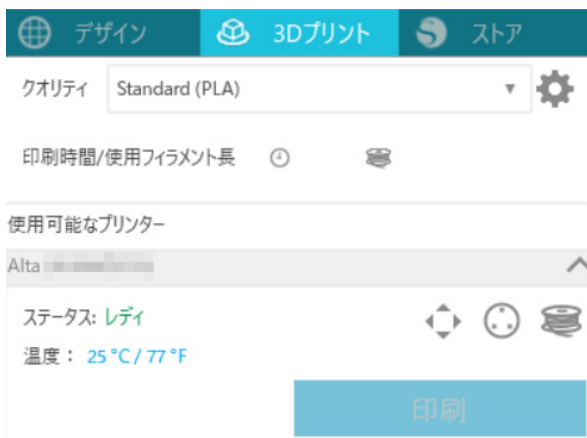 デザイン 3Dプリント ストア
クオリティ Standard (PLA)
印刷時間/使用フィラメント長
使用可能なプリンター
Alta
ステータス: レディ
温度： 25 °C / 77 °F
印刷